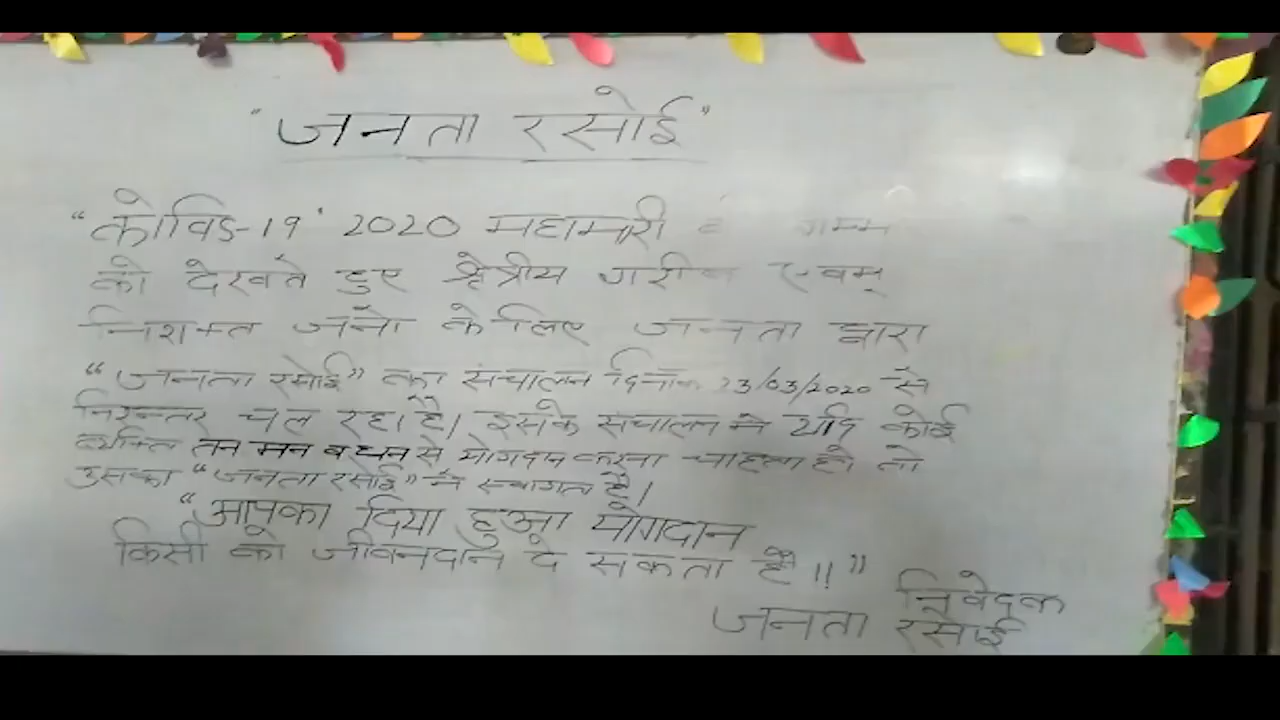 "जनता रसोई"
"कोविड-19' 2020 महामारी
को देखते हुए क्षेत्रीय गरीब एवम्
निशक्त जनों के लिए जनता द्वारा
"जनता रसोई" का संचालन दिनांक 23/03/2020 से
निरन्तर चल रहा है। इसके संचालन मे यदि कोई
व्यक्ति तन मन व धन से योगदान करना चाहता हो तो
उसका "जनता रसोई" में स्वागत है।
"आपका दिया हुआ योगदान
किसी को जीवनदान दे सकता है।।"
निवेदक
जनता रसोई